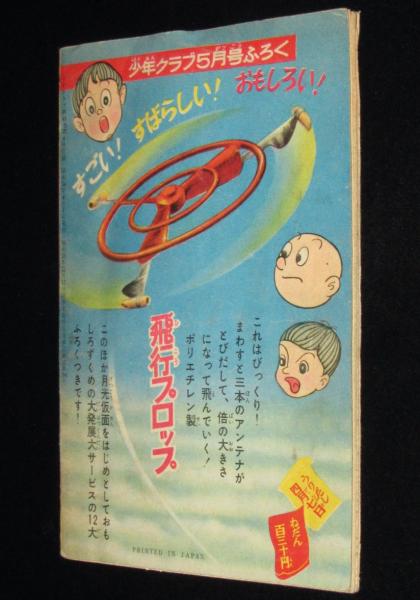 少年クラブ5月号ふろく
すごい!
すばらしい!
おもしろい!
飛行プロップ
これはびっくり!
まわすと三本のアンテナが
とびだして、倍の大きさ
になって飛んでいく!
ポリエチレン製
このほか月光仮面をはじめとしておも
しろずくめの大発展大サービスの12大
ふろくつきです!
ねだん
百三十円
PRINTED IN JAPAN